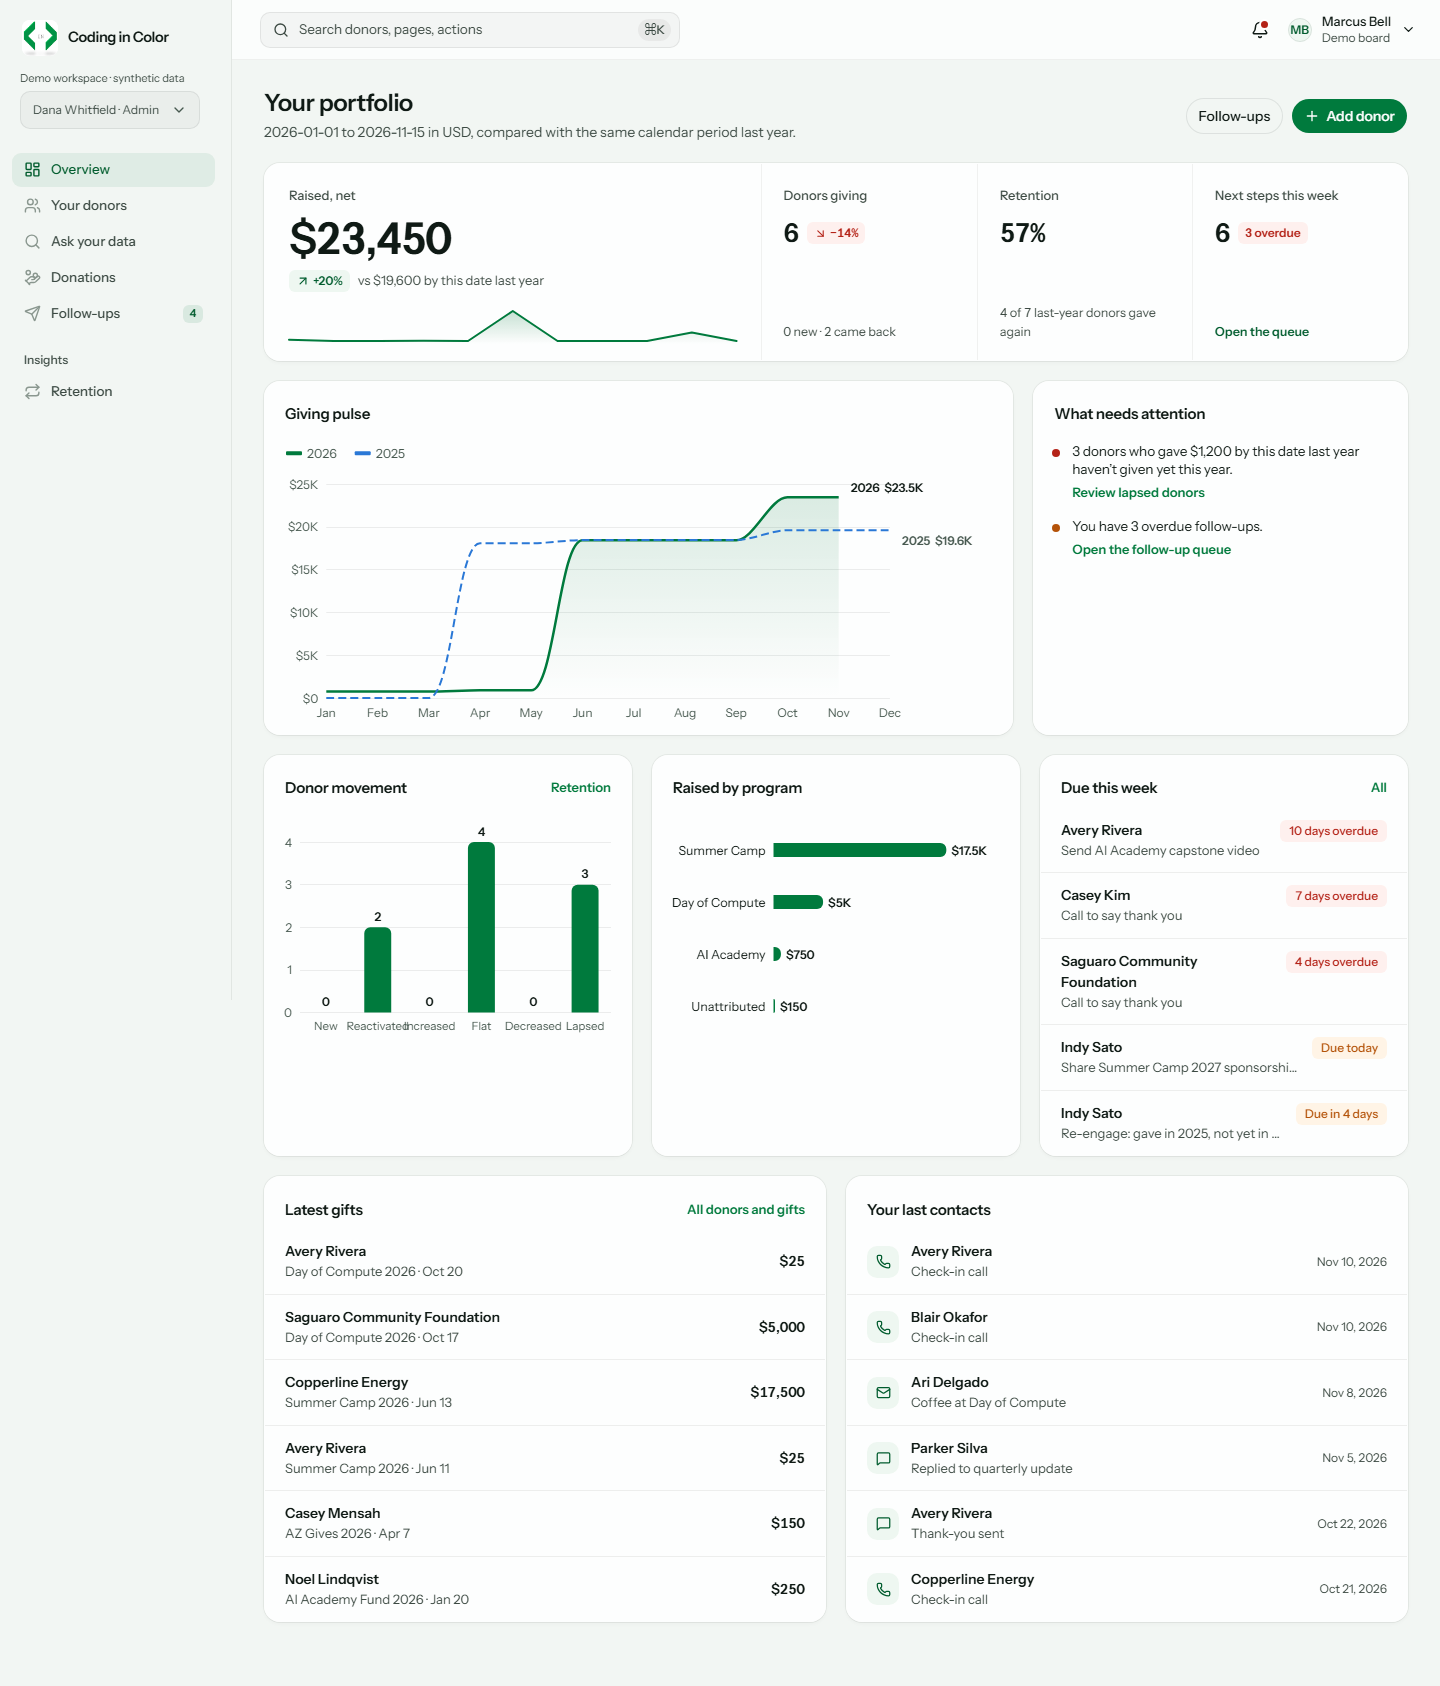 Coding in Color
Demo workspace · synthetic data
Dana Whitfield · Admin
Overview
Your donors
Ask your data
Donations
Follow-ups 4
Insights
Retention
Search donors, pages, actions ⌘K
MB
Marcus Bell
Demo board
Your portfolio
2026-01-01 to 2026-11-15 in USD, compared with the same calendar period last year.
Follow-ups
Add donor
Raised, net
$23,450
+20% vs $19,600 by this date last year
Donors giving
6 −14%
0 new · 2 came back
Retention
57%
4 of 7 last-year donors gave
again
Next steps this week
6 3 overdue
Open the queue
Giving pulse
2026 2025
$25K
$20K
$15K
$10K
$5K
$0
2026 $23.5K
2025 $19.6K
Jan Feb Mar Apr May Jun Jul Aug Sep Oct Nov Dec
What needs attention
3 donors who gave $1,200 by this date last year
haven't given yet this year.
Review lapsed donors
You have 3 overdue follow-ups.
Open the follow-up queue
Donor movement Retention
4
3
2
1
0
0 2 0 4 0 3
New Reactivated Increased Flat Decreased Lapsed
Raised by program
Summer Camp $17.5K
Day of Compute $5K
AI Academy $750
Unattributed $150
Due this week All
Avery Rivera 10 days overdue
Send AI Academy capstone video
Casey Kim 7 days overdue
Call to say thank you
Saguaro Community 4 days overdue
Foundation
Call to say thank you
Indy Sato Due today
Share Summer Camp 2027 sponsorshi...
Indy Sato Due in 4 days
Re-engage: gave in 2025, not yet in ...
Latest gifts All donors and gifts
Avery Rivera $25
Day of Compute 2026 · Oct 20
Saguaro Community Foundation $5,000
Day of Compute 2026 · Oct 17
Copperline Energy $17,500
Summer Camp 2026 · Jun 13
Avery Rivera $25
Summer Camp 2026 · Jun 11
Casey Mensah $150
AZ Gives 2026 · Apr 7
Noel Lindqvist $250
AI Academy Fund 2026 · Jan 20
Your last contacts
Avery Rivera Nov 10, 2026
Check-in call
Blair Okafor Nov 10, 2026
Check-in call
Ari Delgado Nov 8, 2026
Coffee at Day of Compute
Parker Silva Nov 5, 2026
Replied to quarterly update
Avery Rivera Oct 22, 2026
Thank-you sent
Copperline Energy Oct 21, 2026
Check-in call